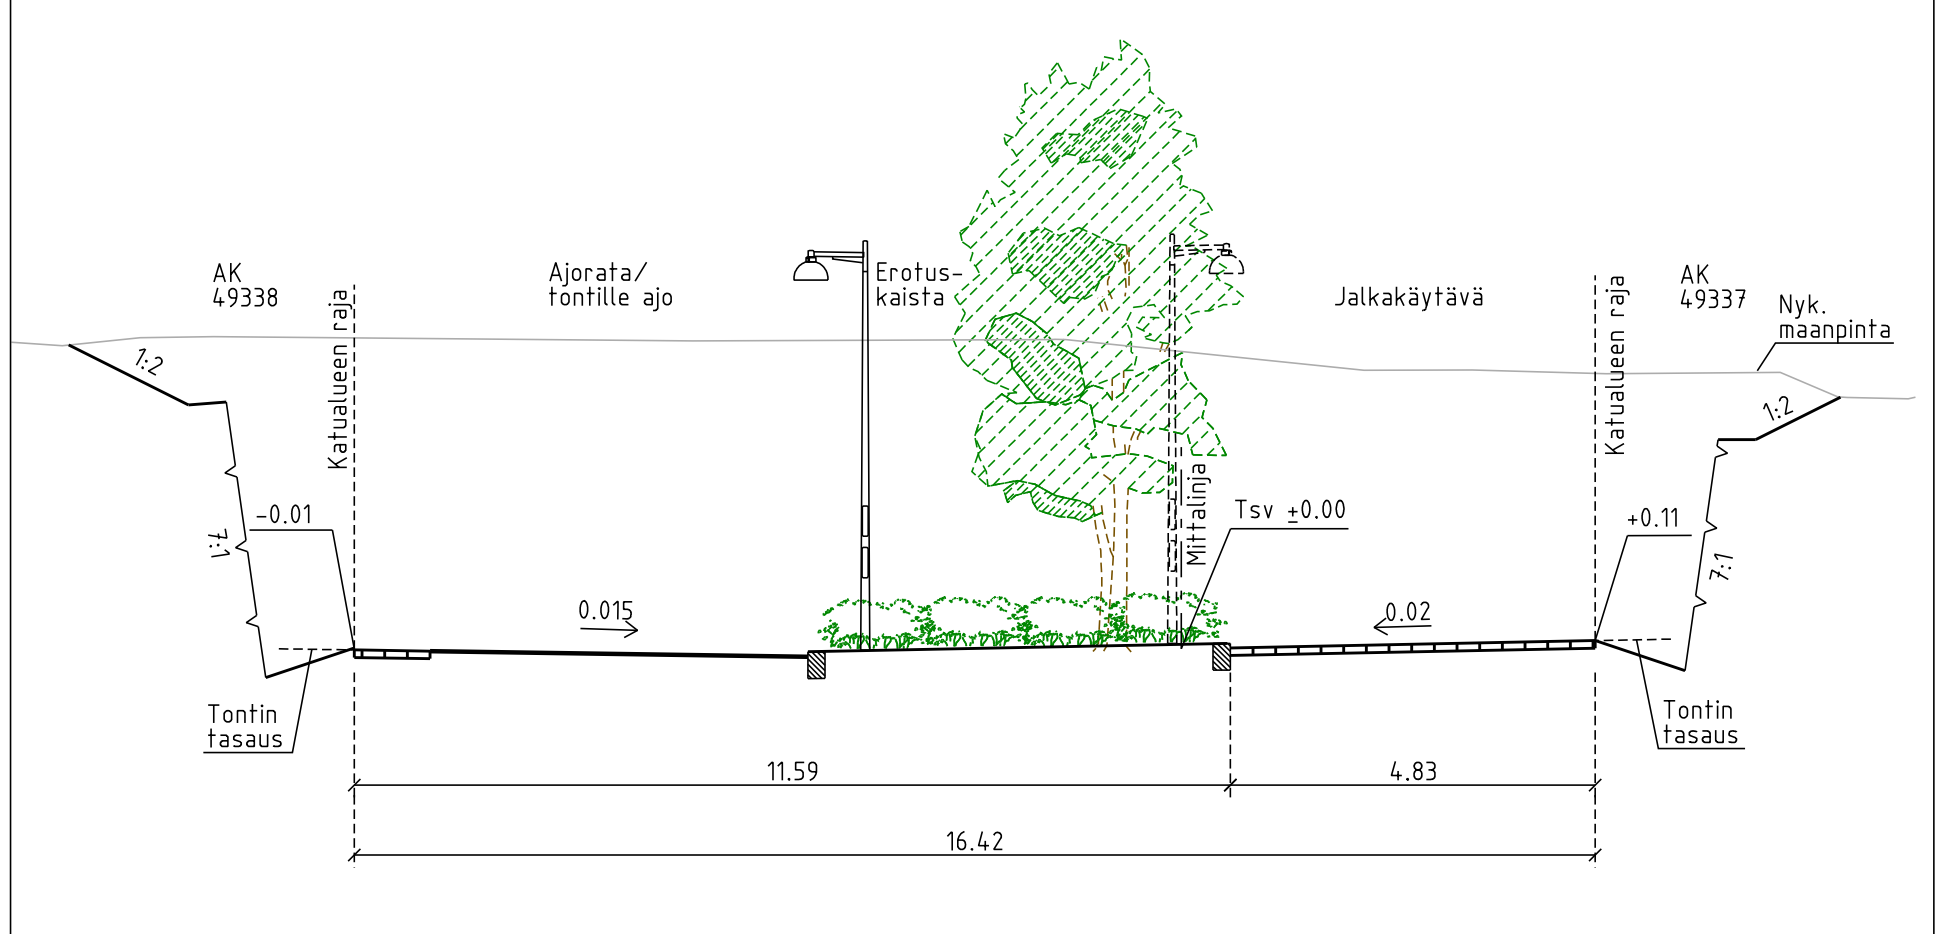 AK
49338
Katualueen raja
Ajorata/
tontille ajo
Erotus-
kaista
Jalkakäytävä
Katualueen raja
AK
49337
Nyk.
maanpinta
1:2
1:2
7:1
-0.01
Mittalinja
Tsv ±0.00
+0.11
7:1
0.015
0.02
Tontin
tasaus
Tontin
tasaus
11.59
4.83
16.42